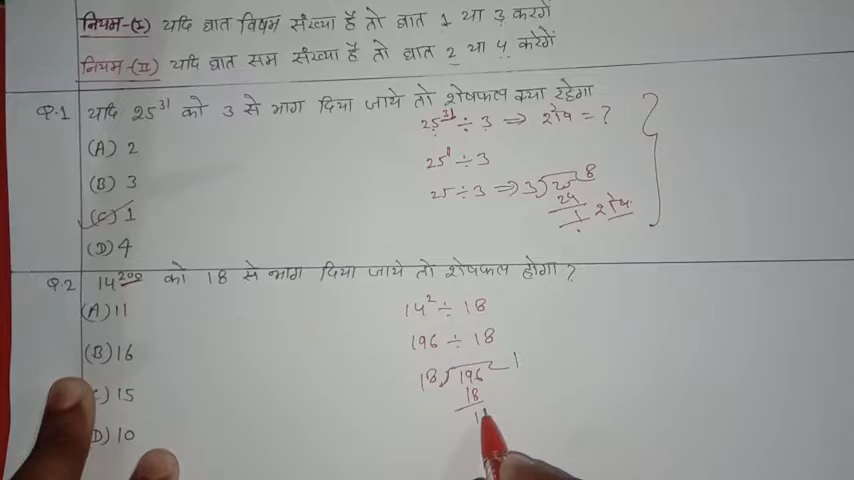 नियम-(I) यदि घात विषम संख्या है तो घात 1 या 3 करेगें
नियम-(II) यदि घात सम संख्या है तो घात 2 या 4 करेगें
Q.1 यदि 25³¹ को 3 से भाग दिया जाये तो शेषफल क्या रहेगा
(A) 2
(B) 3
(C) 1
(D) 4
25³¹ ÷ 3 ⇒ शेष = ?
25¹ ÷ 3
25 ÷ 3 ⇒ 3)25(8
24
1 शेष
Q.2 14²⁰² को 18 से भाग दिया जाये तो शेषफल होगा?
(A) 11
(B) 16
) 15
D) 10
14² ÷ 18
196 ÷ 18
18)196(1
18
1